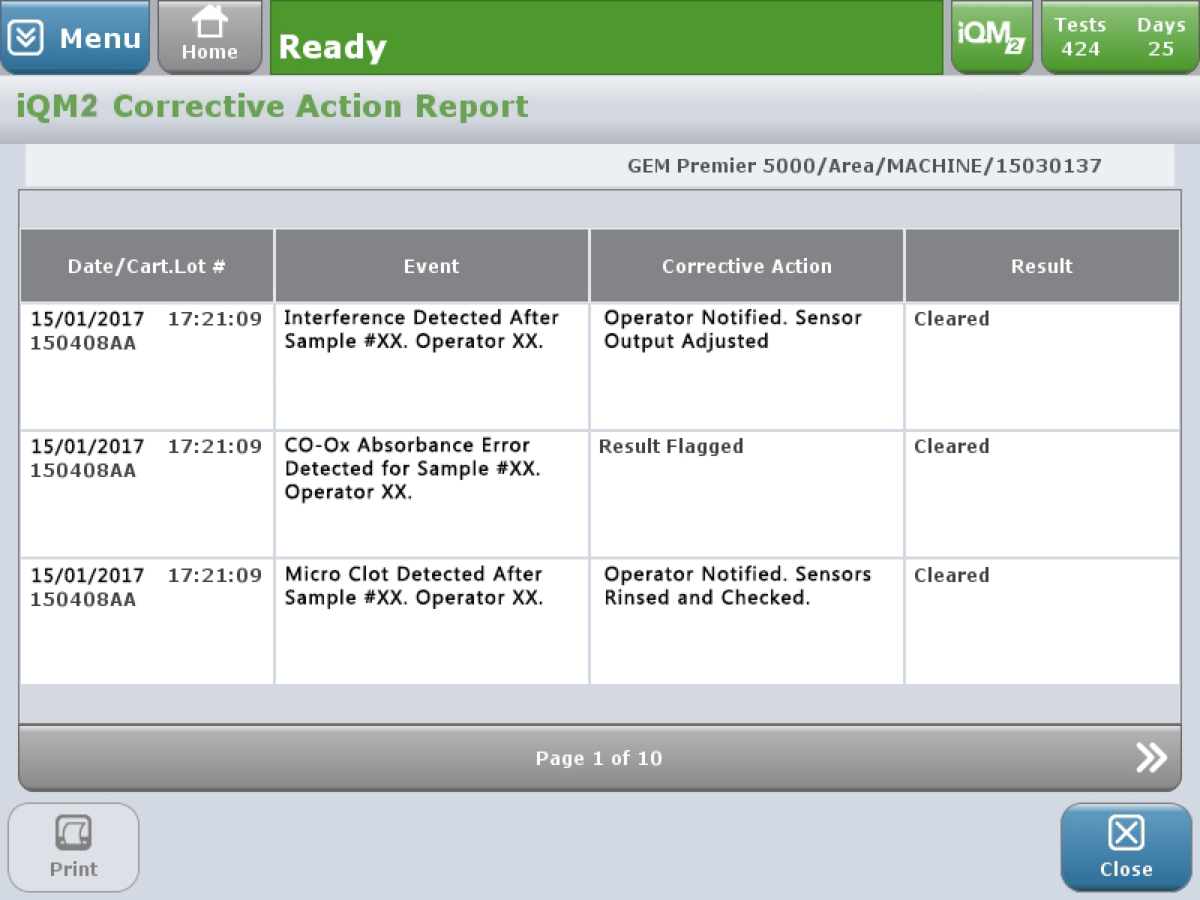 Menu
Home
Ready
iQM2
Tests Days
424 25
iQM2 Corrective Action Report
GEM Premier 5000/Area/MACHINE/15030137
Date/Cart.Lot # Event Corrective Action Result
15/01/2017 17:21:09
150408AA
Interference Detected After
Sample #XX. Operator XX.
Operator Notified. Sensor
Output Adjusted
Cleared
15/01/2017 17:21:09
150408AA
CO-Ox Absorbance Error
Detected for Sample #XX.
Operator XX.
Result Flagged
Cleared
15/01/2017 17:21:09
150408AA
Micro Clot Detected After
Sample #XX. Operator XX.
Operator Notified. Sensors
Rinsed and Checked.
Cleared
Page 1 of 10
Print
Close